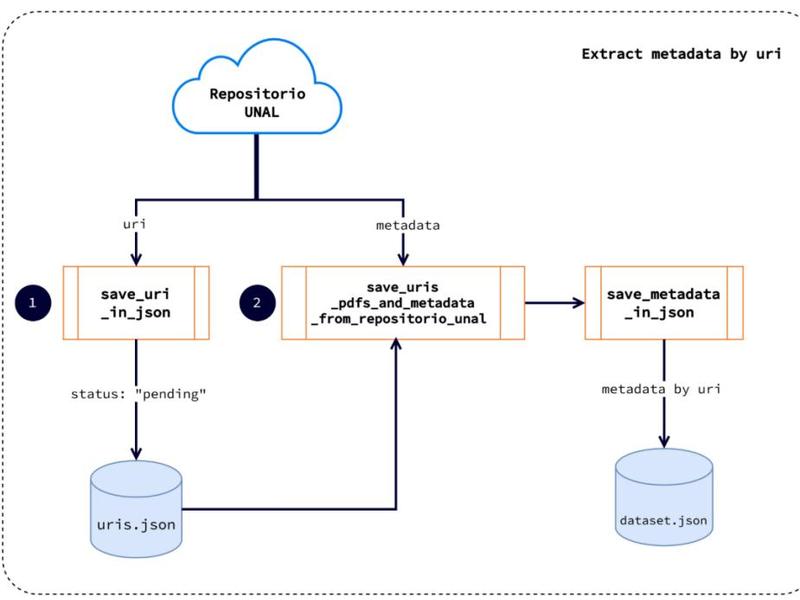 Extract metadata by uri
Repositorio
UNAL
uri
metadata
1
save_uri
_in_json
2
save_uris
_pdfs_and_metadata
_from_repositorio_unal
save_metadata
_in_json
status: "pending"
metadata by uri
uris.json
dataset.json